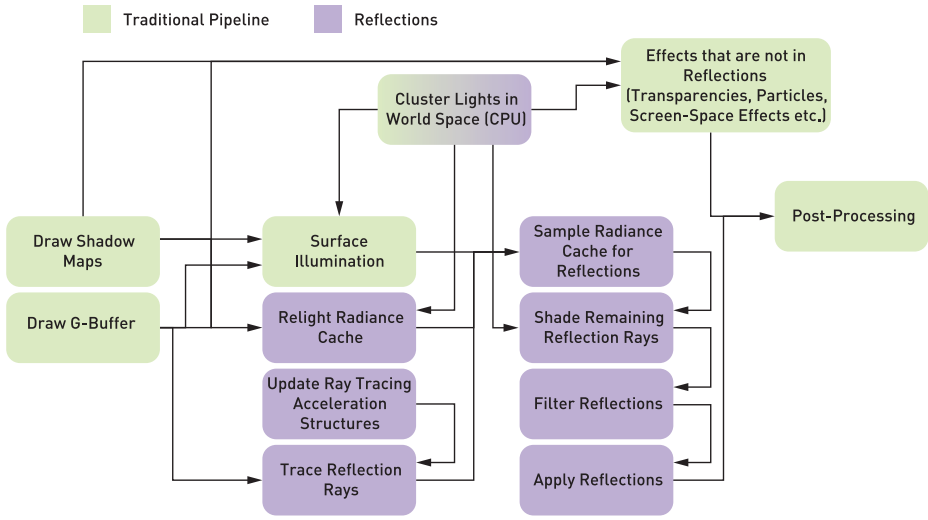 Traditional Pipeline
Reflections
Effects that are not in
Reflections
(Transparencies, Particles,
Screen-Space Effects etc.)
Cluster Lights in
World Space (CPU)
Post-Processing
Draw Shadow
Maps
Surface
Illumination
Sample Radiance
Cache for
Reflections
Draw G-Buffer
Relight Radiance
Cache
Shade Remaining
Reflection Rays
Update Ray Tracing
Acceleration
Structures
Filter Reflections
Trace Reflection
Rays
Apply Reflections